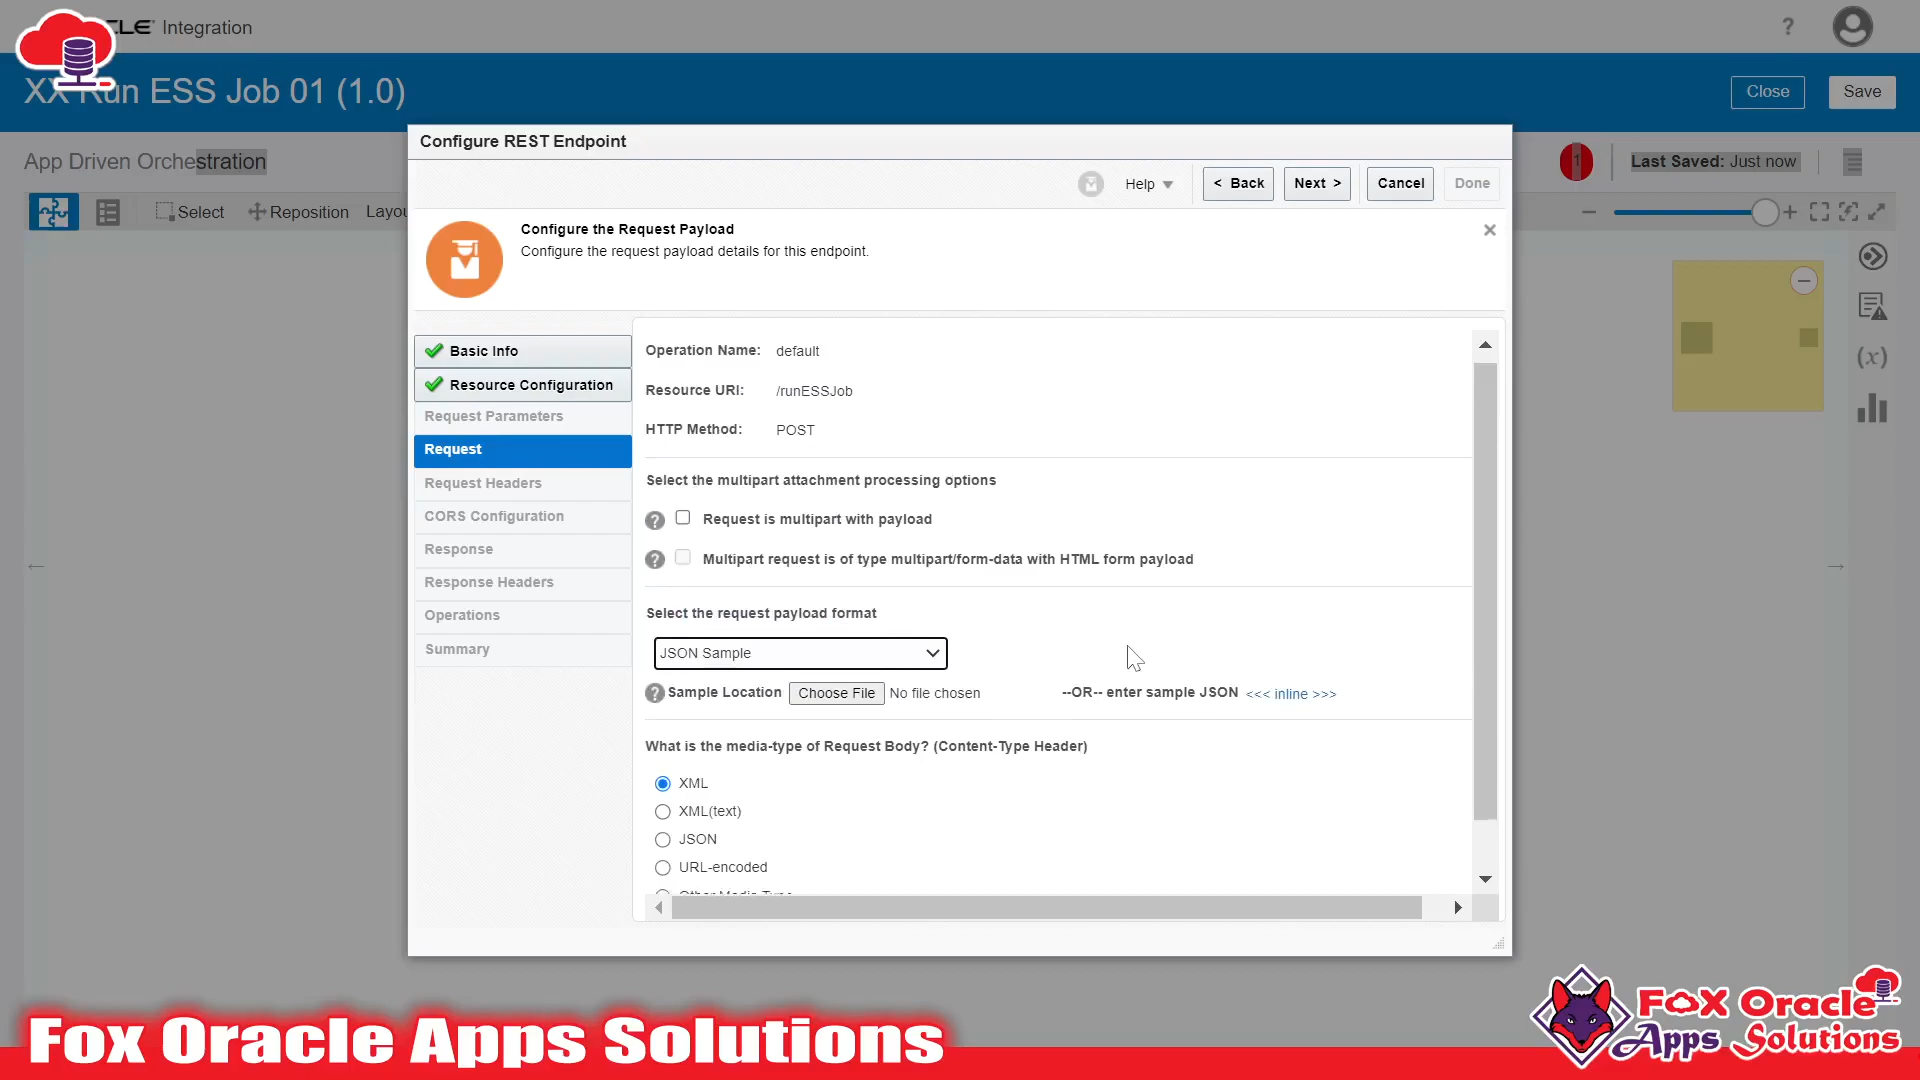 CLE Integration
?
XX Run ESS Job 01 (1.0)
Close
Save
App Driven Orchestration
1
Last Saved: Just now
Select
Reposition
Layou
Configure REST Endpoint
Help
< Back
Next >
Cancel
Done
Configure the Request Payload
Configure the request payload details for this endpoint.
Basic Info
Resource Configuration
Request Parameters
Request
Request Headers
CORS Configuration
Response
Response Headers
Operations
Summary
Operation Name: default
Resource URI: /runESSJob
HTTP Method: POST
Select the multipart attachment processing options
? Request is multipart with payload
? Multipart request is of type multipart/form-data with HTML form payload
Select the request payload format
JSON Sample
? Sample Location Choose File No file chosen --OR-- enter sample JSON <<< inline >>>
What is the media-type of Request Body? (Content-Type Header)
XML
XML(text)
JSON
URL-encoded
Other Media Type
(x)
Fox Oracle Apps Solutions
Fox Oracle
Apps Solutions